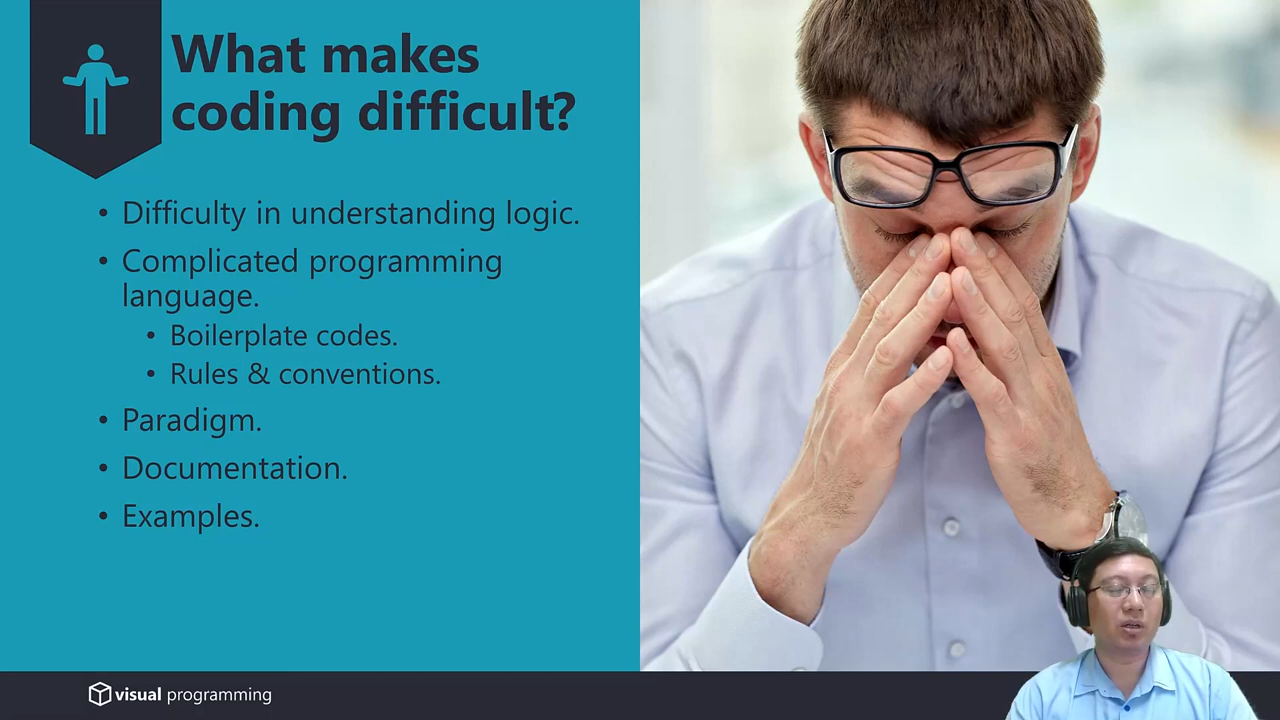 What makes
coding difficult?
• Difficulty in understanding logic.
• Complicated programming
language.
• Boilerplate codes.
• Rules & conventions.
• Paradigm.
• Documentation.
• Examples.
visual programming